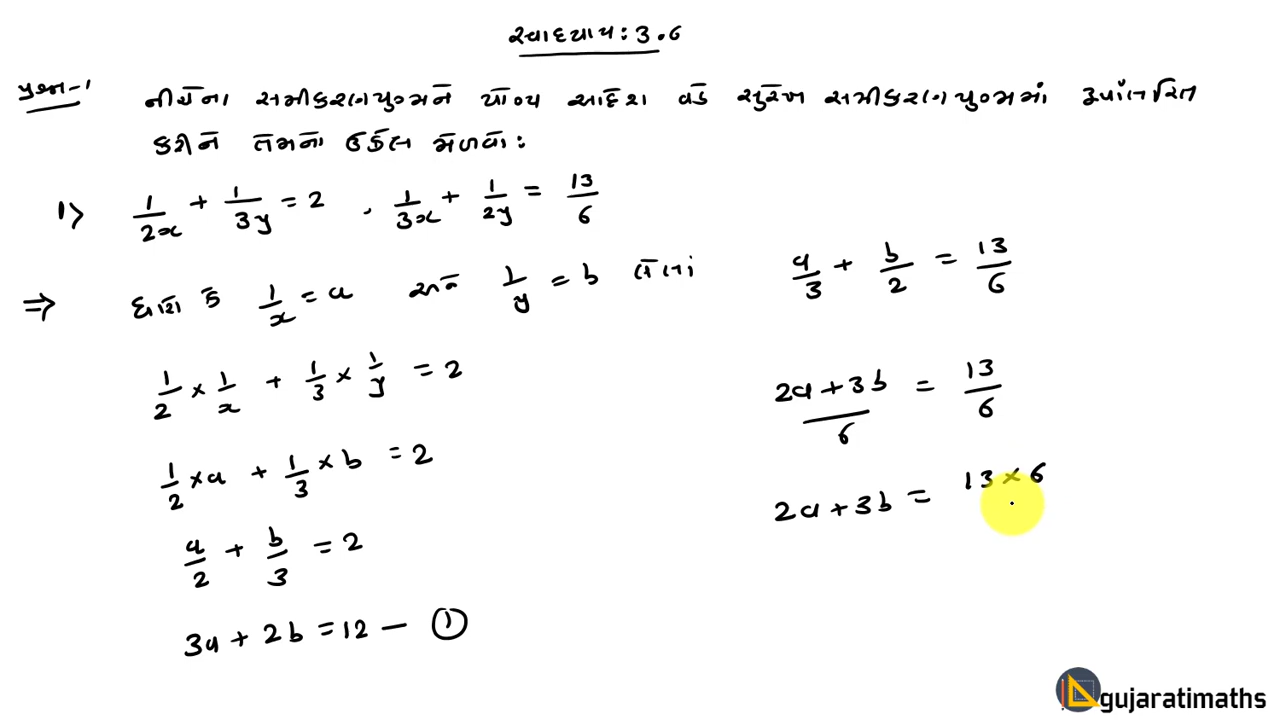 સ્વાધ્યાય : 3.6
પ્રશ્ન-1 નીચેના સમીકરણયુગ્મને યોગ્ય આદેશ વડે સુરેખ સમીકરણયુગ્મમાં રૂપાંતરિત
કરીને તેમનો ઉકેલ મેળવો :
1) 1/2x + 1/3y = 2 , 1/3x + 1/2y = 13/6
⇒ ધારો કે 1/x = a અને 1/y = b લેતાં
1/2 × 1/x + 1/3 × 1/y = 2
1/2 × a + 1/3 × b = 2
a/2 + b/3 = 2
3a + 2b = 12 — ①
a/3 + b/2 = 13/6
2a + 3b/6 = 13/6
2a + 3b = 13 × 6
gujaratimaths